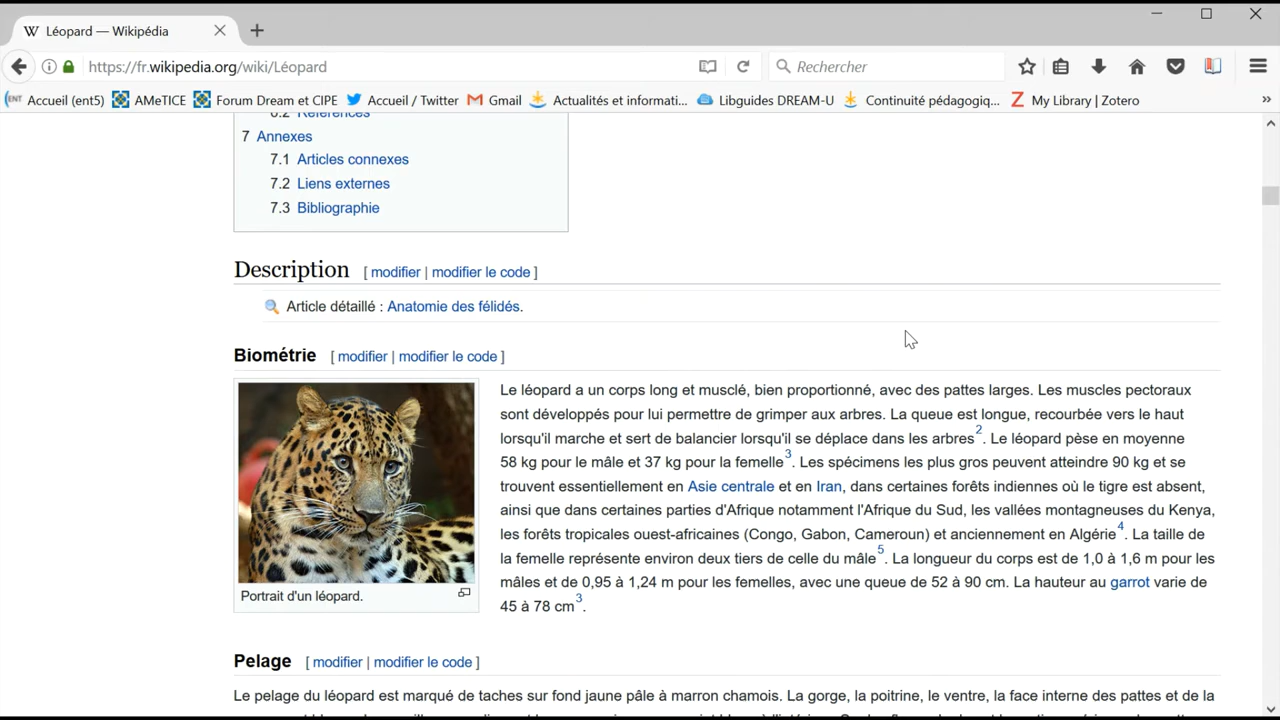 Léopard — Wikipédia
https://fr.wikipedia.org/wiki/Léopard
Rechercher
Accueil (ent5) AMeTICE Forum Dream et CIPE Accueil / Twitter Gmail Actualités et informati... Libguides DREAM-U Continuité pédagogiq... My Library | Zotero »
6.2 Références
7 Annexes
7.1 Articles connexes
7.2 Liens externes
7.3 Bibliographie
Description [ modifier | modifier le code ]
Article détaillé : Anatomie des félidés.
Biométrie [ modifier | modifier le code ]
Le léopard a un corps long et musclé, bien proportionné, avec des pattes larges. Les muscles pectoraux
sont développés pour lui permettre de grimper aux arbres. La queue est longue, recourbée vers le haut
lorsqu'il marche et sert de balancier lorsqu'il se déplace dans les arbres2. Le léopard pèse en moyenne
58 kg pour le mâle et 37 kg pour la femelle3. Les spécimens les plus gros peuvent atteindre 90 kg et se
trouvent essentiellement en Asie centrale et en Iran, dans certaines forêts indiennes où le tigre est absent,
ainsi que dans certaines parties d'Afrique notamment l'Afrique du Sud, les vallées montagneuses du Kenya,
les forêts tropicales ouest-africaines (Congo, Gabon, Cameroun) et anciennement en Algérie4. La taille de
la femelle représente environ deux tiers de celle du mâle5. La longueur du corps est de 1,0 à 1,6 m pour les
mâles et de 0,95 à 1,24 m pour les femelles, avec une queue de 52 à 90 cm. La hauteur au garrot varie de
45 à 78 cm3.
Portrait d'un léopard.
Pelage [ modifier | modifier le code ]
Le pelage du léopard est marqué de taches sur fond jaune pâle à marron chamois. La gorge, la poitrine, le ventre, la face interne des pattes et de la